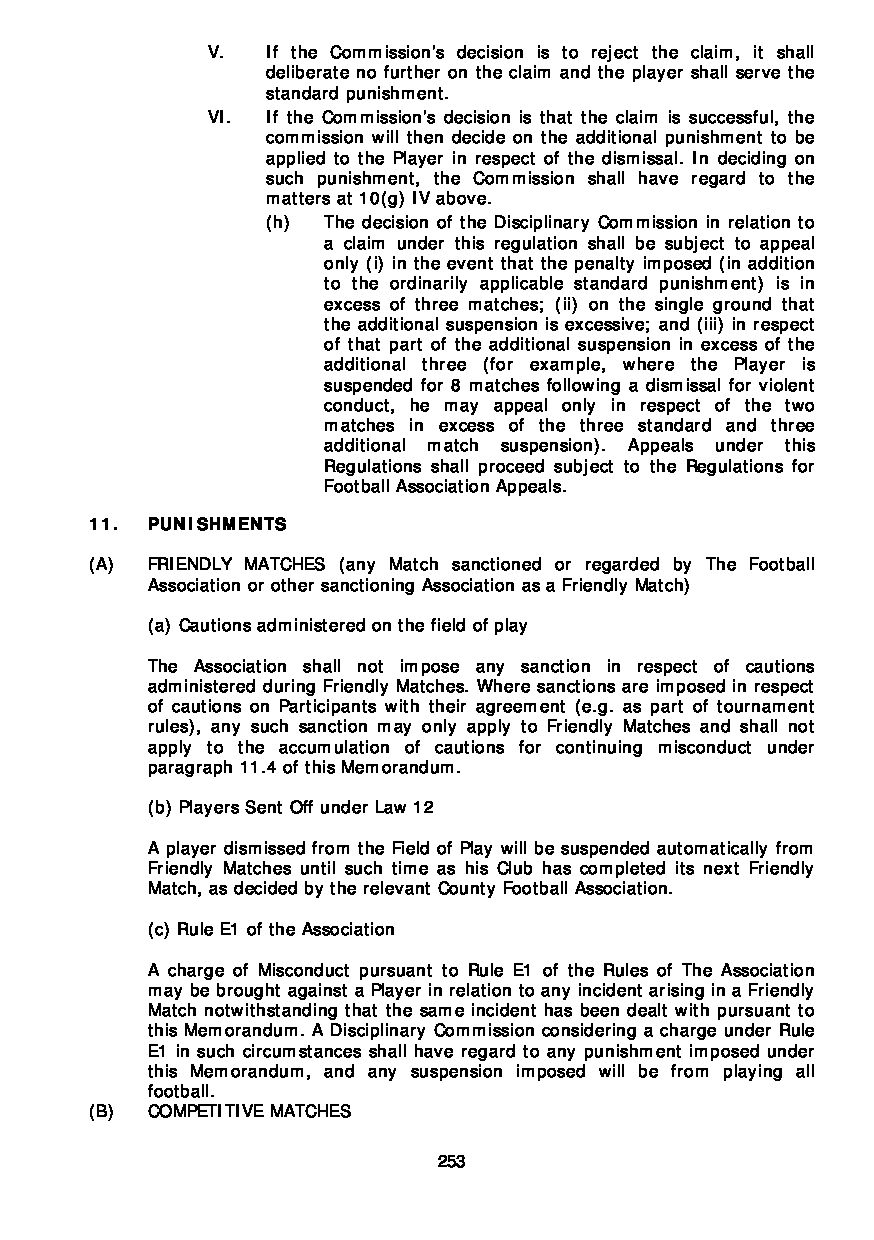 V. If the Commission's decision is to reject the claim, it shall
deliberate no further on the claim and the player shall serve the
standard punishment.
VI. If the Commission's decision is that the claim is successful, the
commission will then decide on the additional punishment to be
applied to the Player in respect of the dismissal. In deciding on
such punishment, the Commission shall have regard to the
matters at 10(g) IV above.
(h) The decision of the Disciplinary Commission in relation to
a claim under this regulation shall be subject to appeal
only (i) in the event that the penalty imposed (in addition
to the ordinarily applicable standard punishment) is in
excess of three matches; (ii) on the single ground that
the additional suspension is excessive; and (iii) in respect
of that part of the additional suspension in excess of the
additional three (for example, where the Player is
suspended for 8 matches following a dismissal for violent
conduct, he may appeal only in respect of the two
matches in excess of the three standard and three
additional match suspension). Appeals under this
Regulations shall proceed subject to the Regulations for
Football Association Appeals.
11. PUNISHMENTS
(A) FRIENDLY MATCHES (any Match sanctioned or regarded by The Football
Association or other sanctioning Association as a Friendly Match)
(a) Cautions administered on the field of play
The Association shall not impose any sanction in respect of cautions
administered during Friendly Matches. Where sanctions are imposed in respect
of cautions on Participants with their agreement (e.g. as part of tournament
rules), any such sanction may only apply to Friendly Matches and shall not
apply to the accumulation of cautions for continuing misconduct under
paragraph 11.4 of this Memorandum.
(b) Players Sent Off under Law 12
A player dismissed from the Field of Play will be suspended automatically from
Friendly Matches until such time as his Club has completed its next Friendly
Match, as decided by the relevant County Football Association.
(c) Rule E1 of the Association
A charge of Misconduct pursuant to Rule E1 of the Rules of The Association
may be brought against a Player in relation to any incident arising in a Friendly
Match notwithstanding that the same incident has been dealt with pursuant to
this Memorandum. A Disciplinary Commission considering a charge under Rule
E1 in such circumstances shall have regard to any punishment imposed under
this Memorandum, and any suspension imposed will be from playing all
football.
(B) COMPETITIVE MATCHES
253